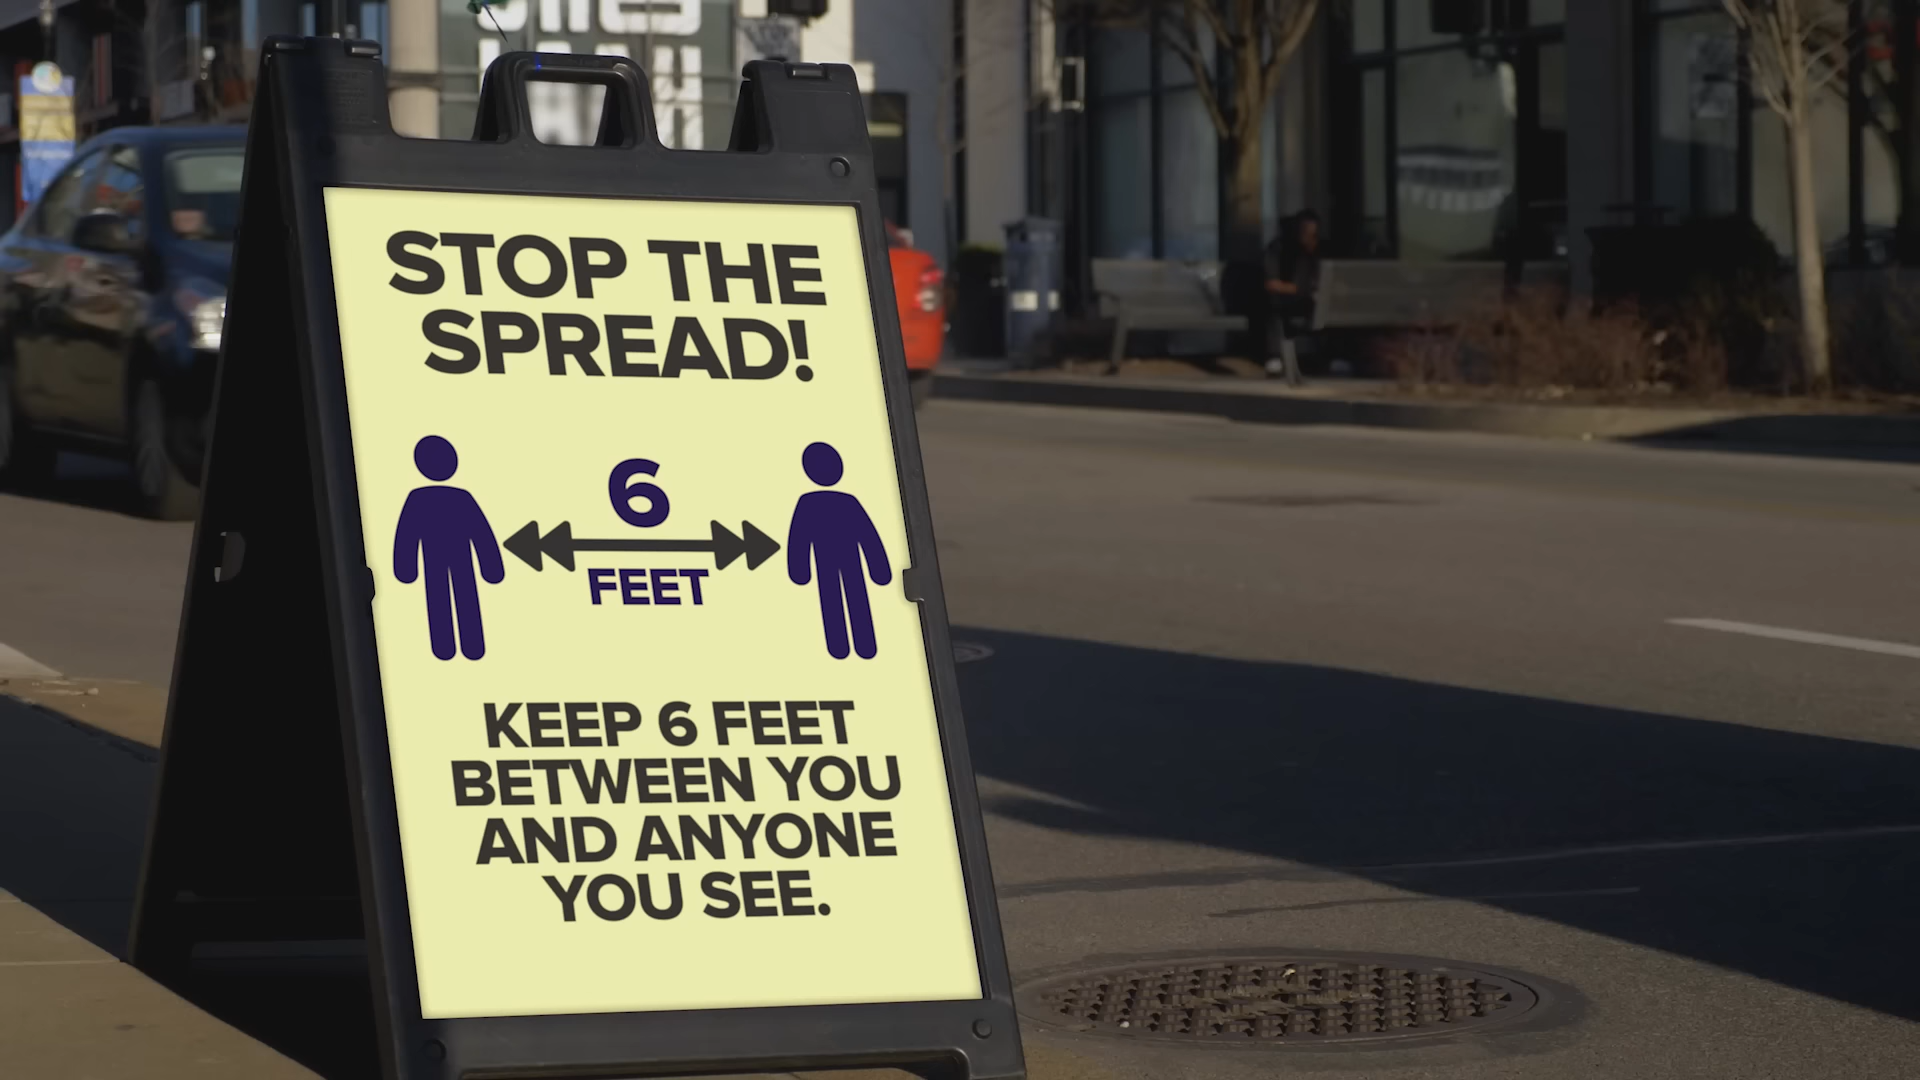 STOP THE
SPREAD!
6
FEET
KEEP 6 FEET
BETWEEN YOU
AND ANYONE
YOU SEE.